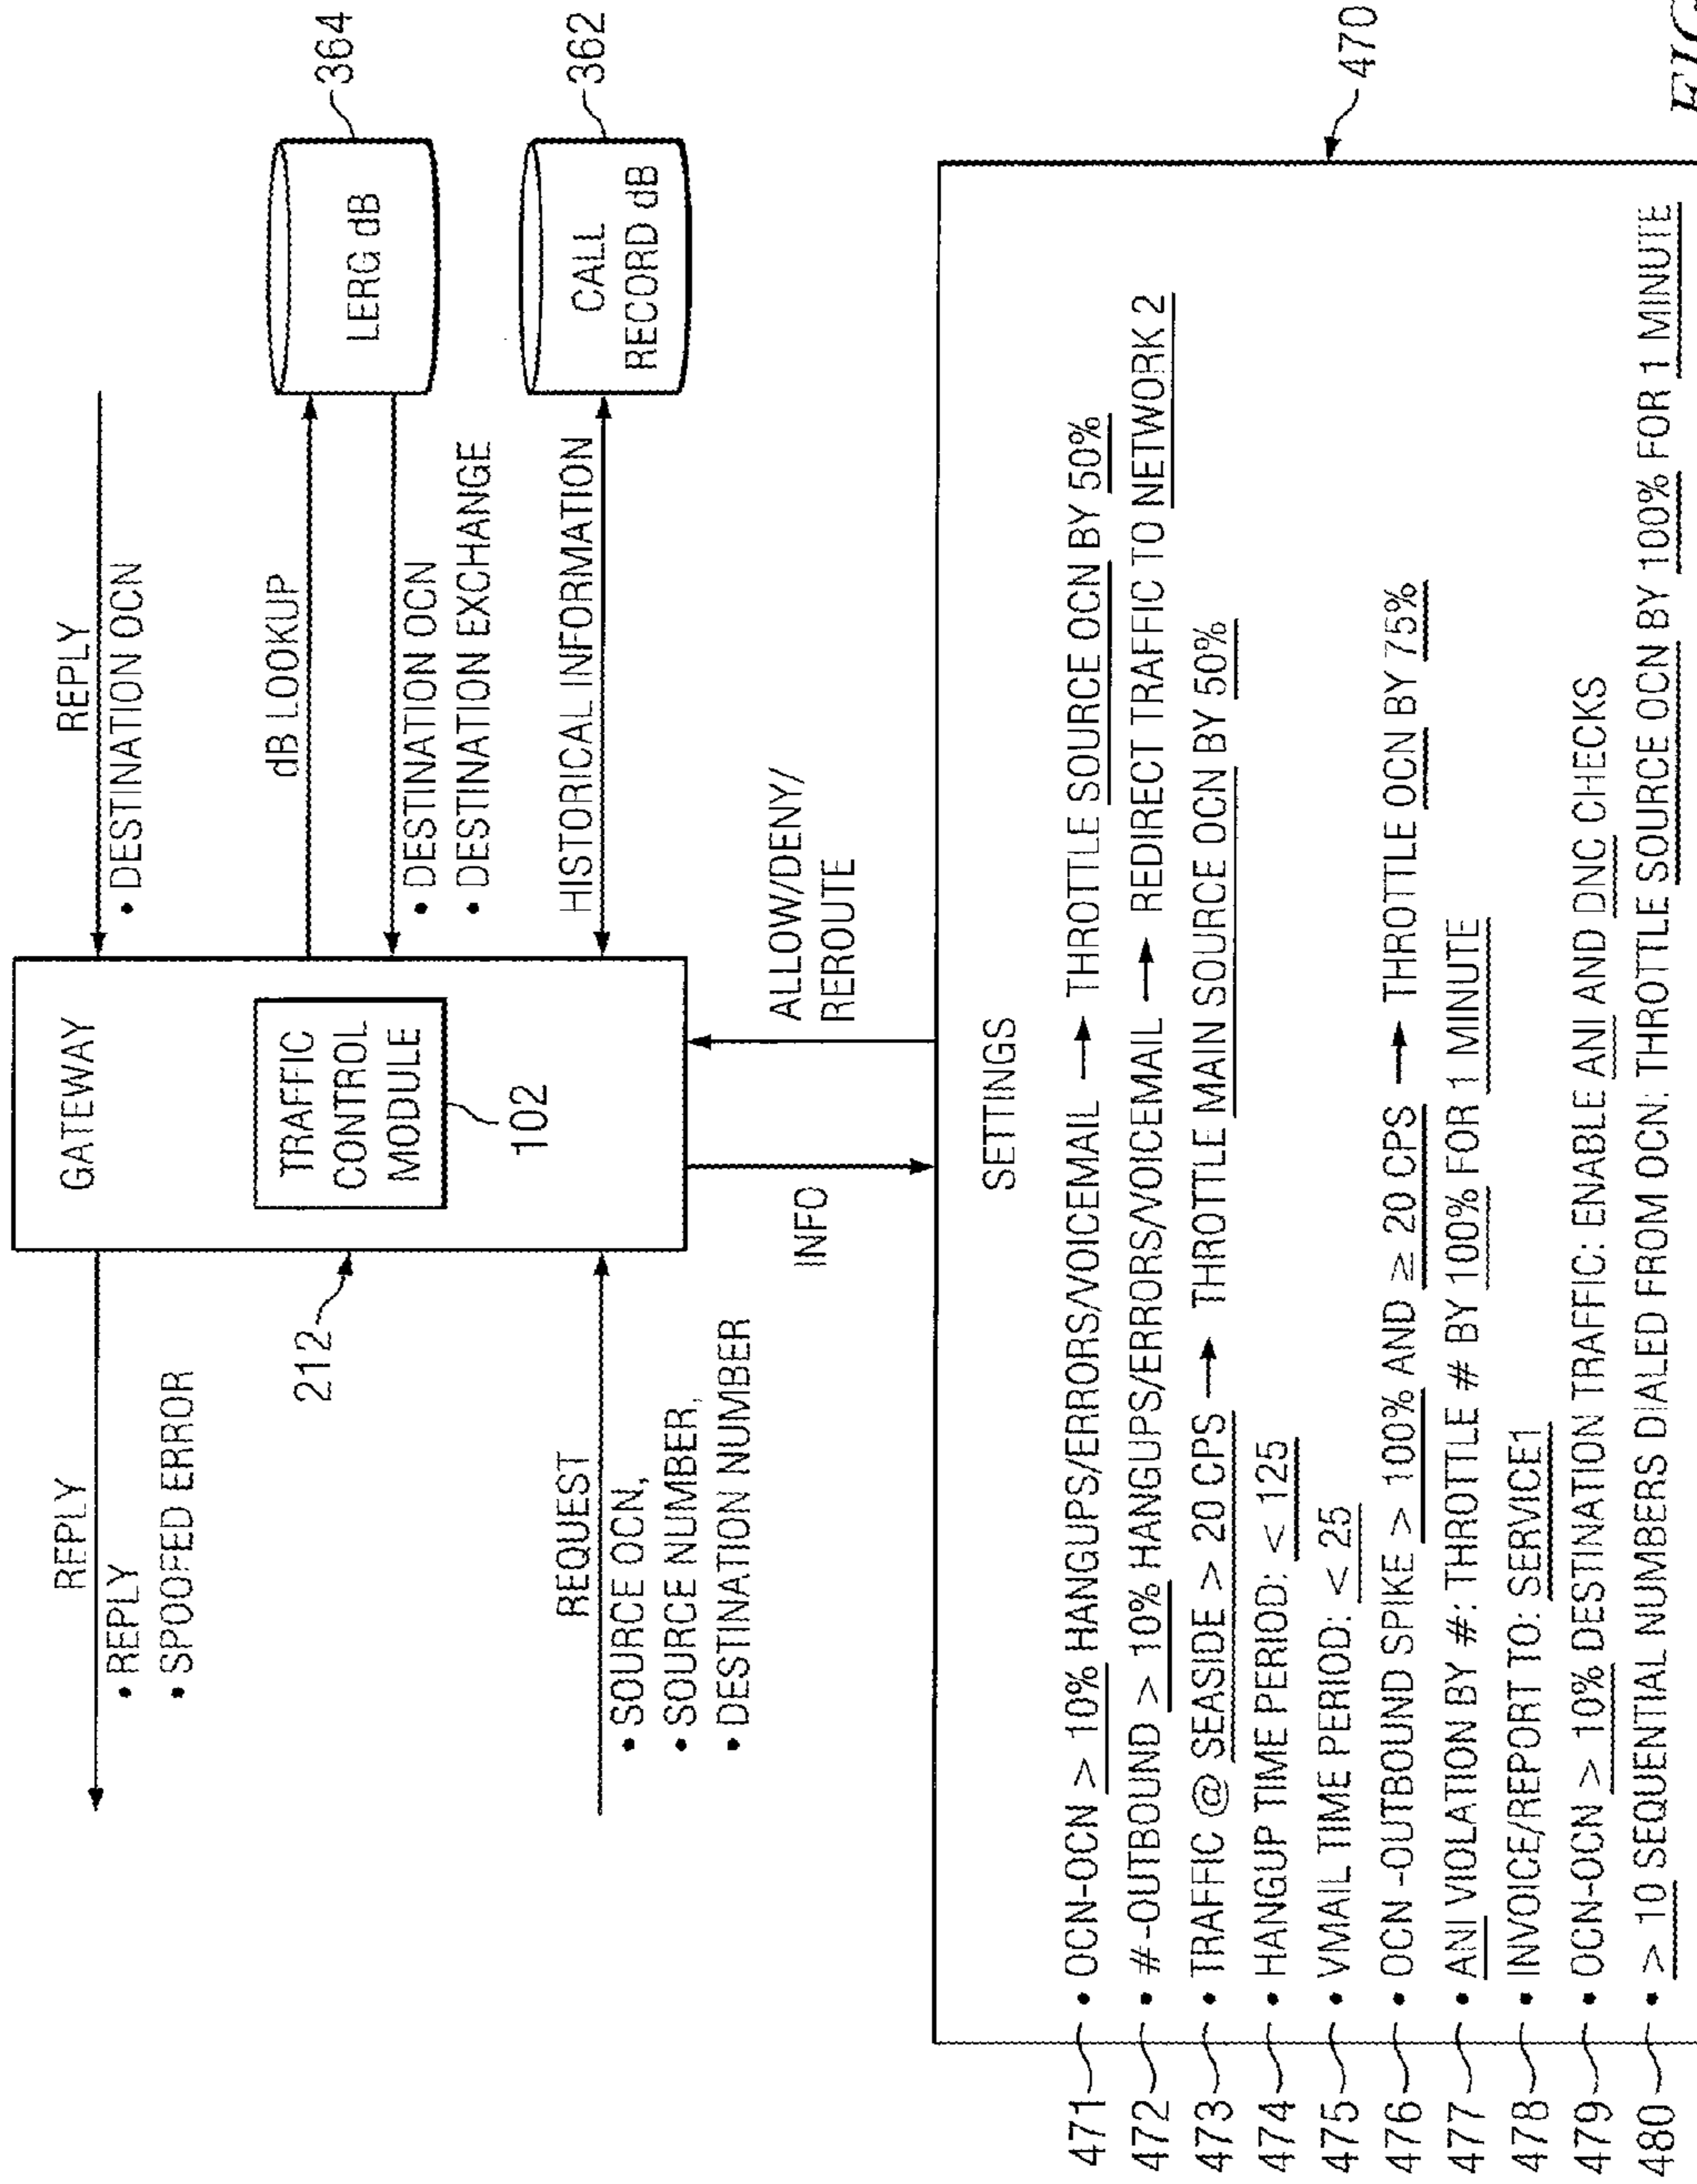 REPLY
• REPLY
• SPOOFED ERROR
212
REQUEST
• SOURCE OCN,
• SOURCE NUMBER,
• DESTINATION NUMBER
GATEWAY
TRAFFIC
CONTROL
MODULE
102
REPLY
• DESTINATION OCN
dB LOOKUP
• DESTINATION OCN
• DESTINATION EXCHANGE
HISTORICAL INFORMATION
LERG dB
364
CALL
RECORD dB
362
INFO
ALLOW/DENY/
REROUTE
470
SETTINGS
471 • OCN-OCN > 10% HANGUPS/ERRORS/VOICEMAIL → THROTTLE SOURCE OCN BY 50%
472 • #-OUTBOUND > 10% HANGUPS/ERRORS/VOICEMAIL → REDIRECT TRAFFIC TO NETWORK 2
473 • TRAFFIC @ SEASIDE > 20 CPS → THROTTLE MAIN SOURCE OCN BY 50%
474 • HANGUP TIME PERIOD: < 125
475 • VMAIL TIME PERIOD: < 25
476 • OCN -OUTBOUND SPIKE > 100% AND ≥ 20 CPS → THROTTLE OCN BY 75%
477 • ANI VIOLATION BY #: THROTTLE # BY 100% FOR 1 MINUTE
478 • INVOICE/REPORT TO: SERVICE1
479 • OCN-OCN > 10% DESTINATION TRAFFIC: ENABLE ANI AND DNC CHECKS
480 • > 10 SEQUENTIAL NUMBERS DIALED FROM OCN: THROTTLE SOURCE OCN BY 100% FOR 1 MINUTE